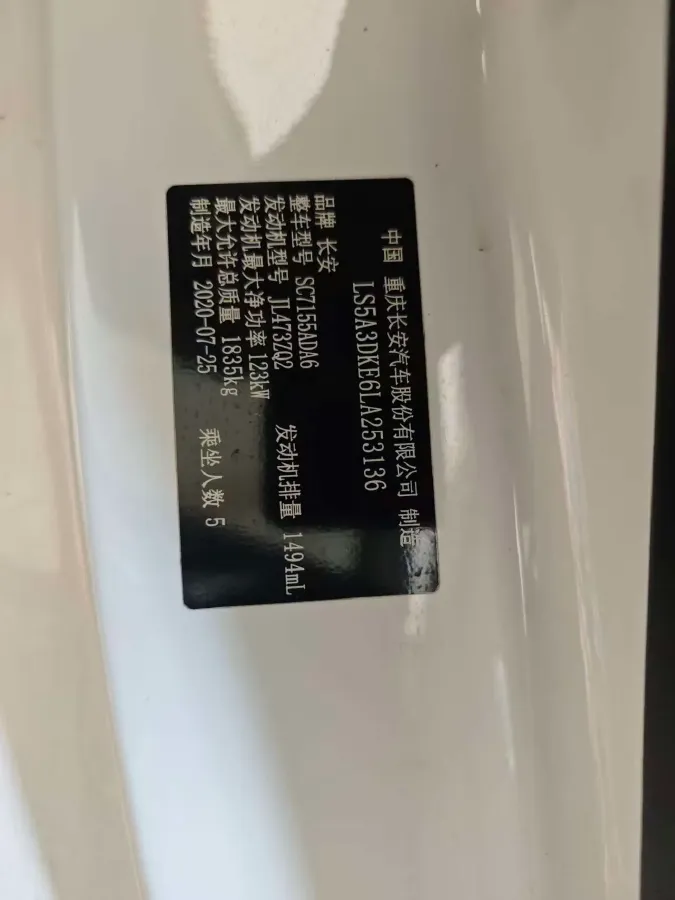 中国 重庆长安汽车股份有限公司 制造
LS5A3DKE6LA253136
品牌 长安
整车型号 SC7155ADA6
发动机型号 JL473ZQ2 发动机排量 1494mL
发动机最大净功率 123kW
最大允许总质量 1835kg
制造年月 2020-07-25 乘坐人数 5